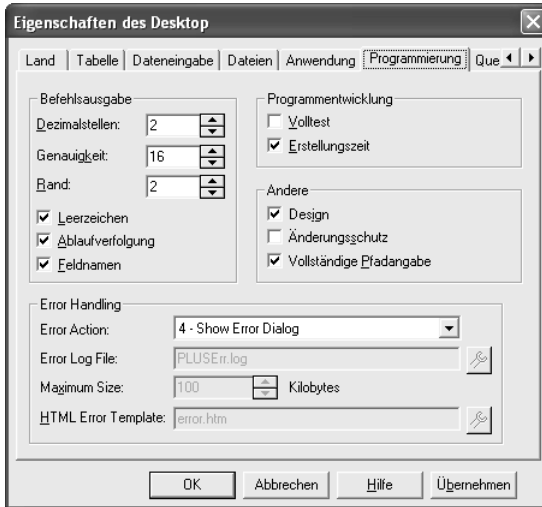 Eigenschaften des Desktop
Land Tabelle Dateneingabe Dateien Anwendung Programmierung Que
Befehlsausgabe
Dezimalstellen: 2
Genauigkeit: 16
Rand: 2
Leerzeichen
Ablaufverfolgung
Feldnamen
Programmentwicklung
Volltest
Erstellungszeit
Andere
Design
Änderungsschutz
Vollständige Pfadangabe
Error Handling
Error Action: 4 - Show Error Dialog
Error Log File: PLUSErr.log
Maximum Size: 100 Kilobytes
HTML Error Template: error.htm
OK Abbrechen Hilfe Übernehmen